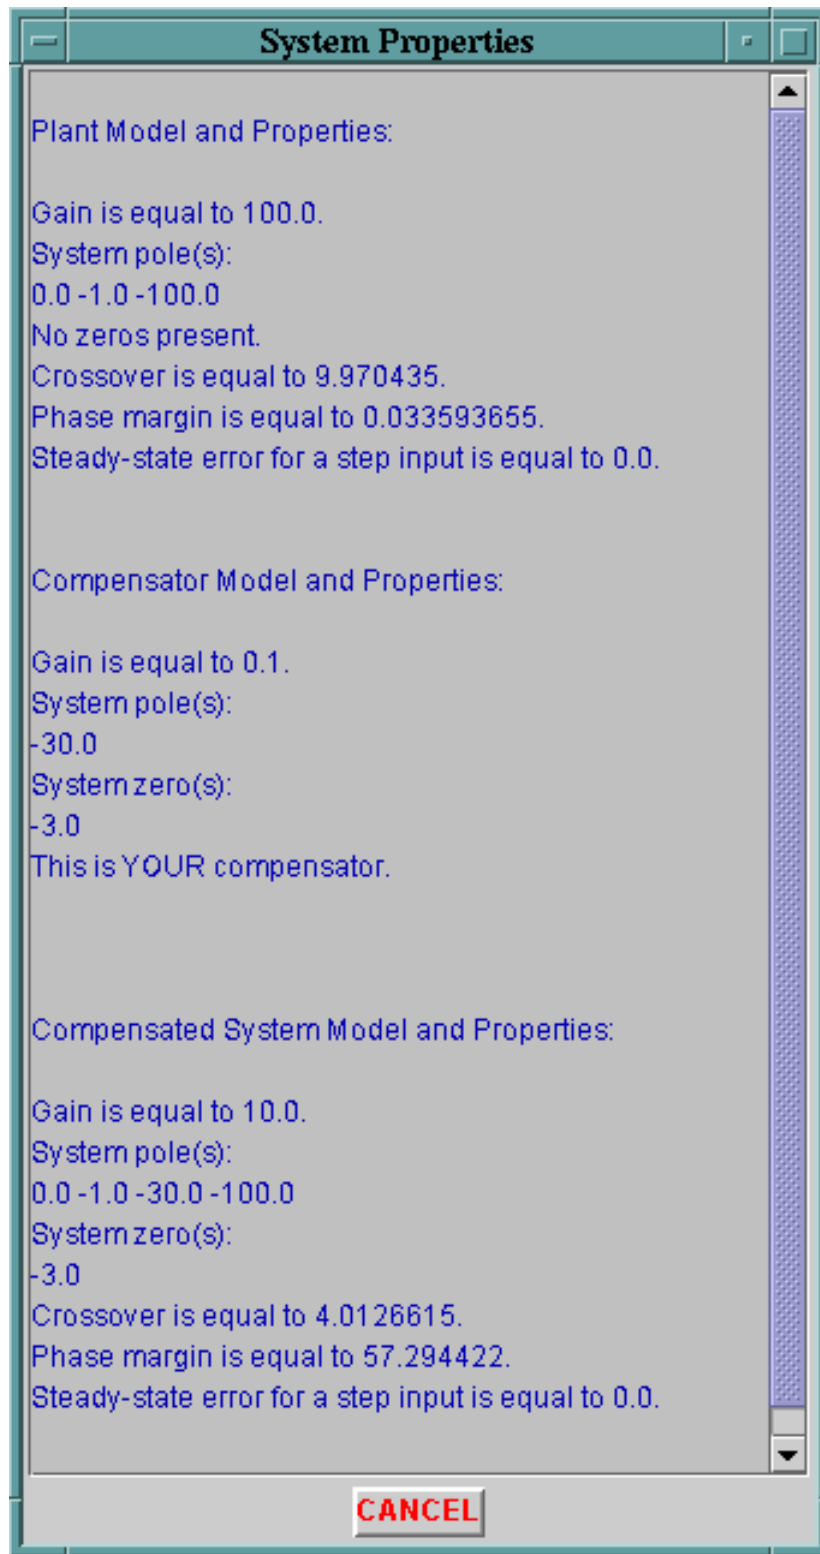 System Properties
Plant Model and Properties:
Gain is equal to 100.0.
System pole(s):
0.0 -1.0 -100.0
No zeros present.
Crossover is equal to 9.970435.
Phase margin is equal to 0.033593655.
Steady-state error for a step input is equal to 0.0.
Compensator Model and Properties:
Gain is equal to 0.1.
System pole(s):
-30.0
System zero(s):
-3.0
This is YOUR compensator.
Compensated System Model and Properties:
Gain is equal to 10.0.
System pole(s):
0.0 -1.0 -30.0 -100.0
System zero(s):
-3.0
Crossover is equal to 4.0126615.
Phase margin is equal to 57.294422.
Steady-state error for a step input is equal to 0.0.
CANCEL